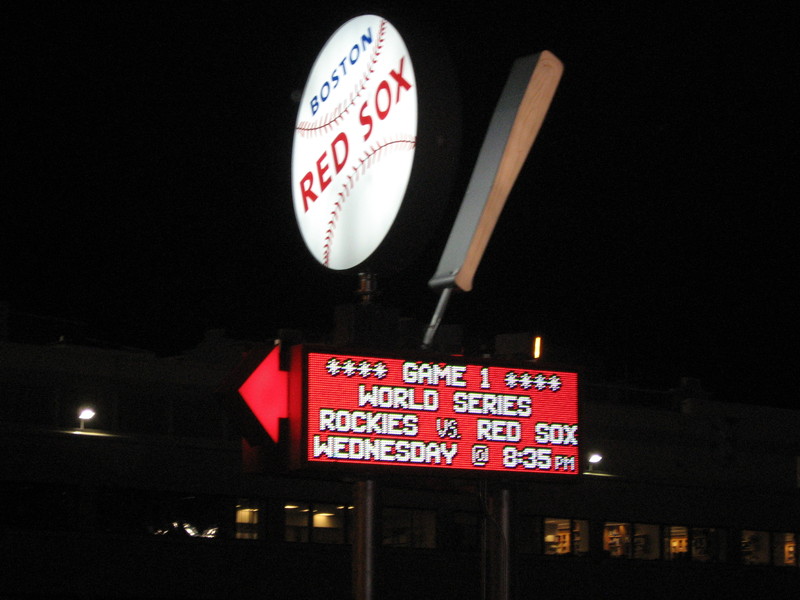 BOSTON
RED SOX
**** GAME 1 ****
WORLD SERIES
ROCKIES VS. RED SOX
WEDNESDAY @ 8:35 PM